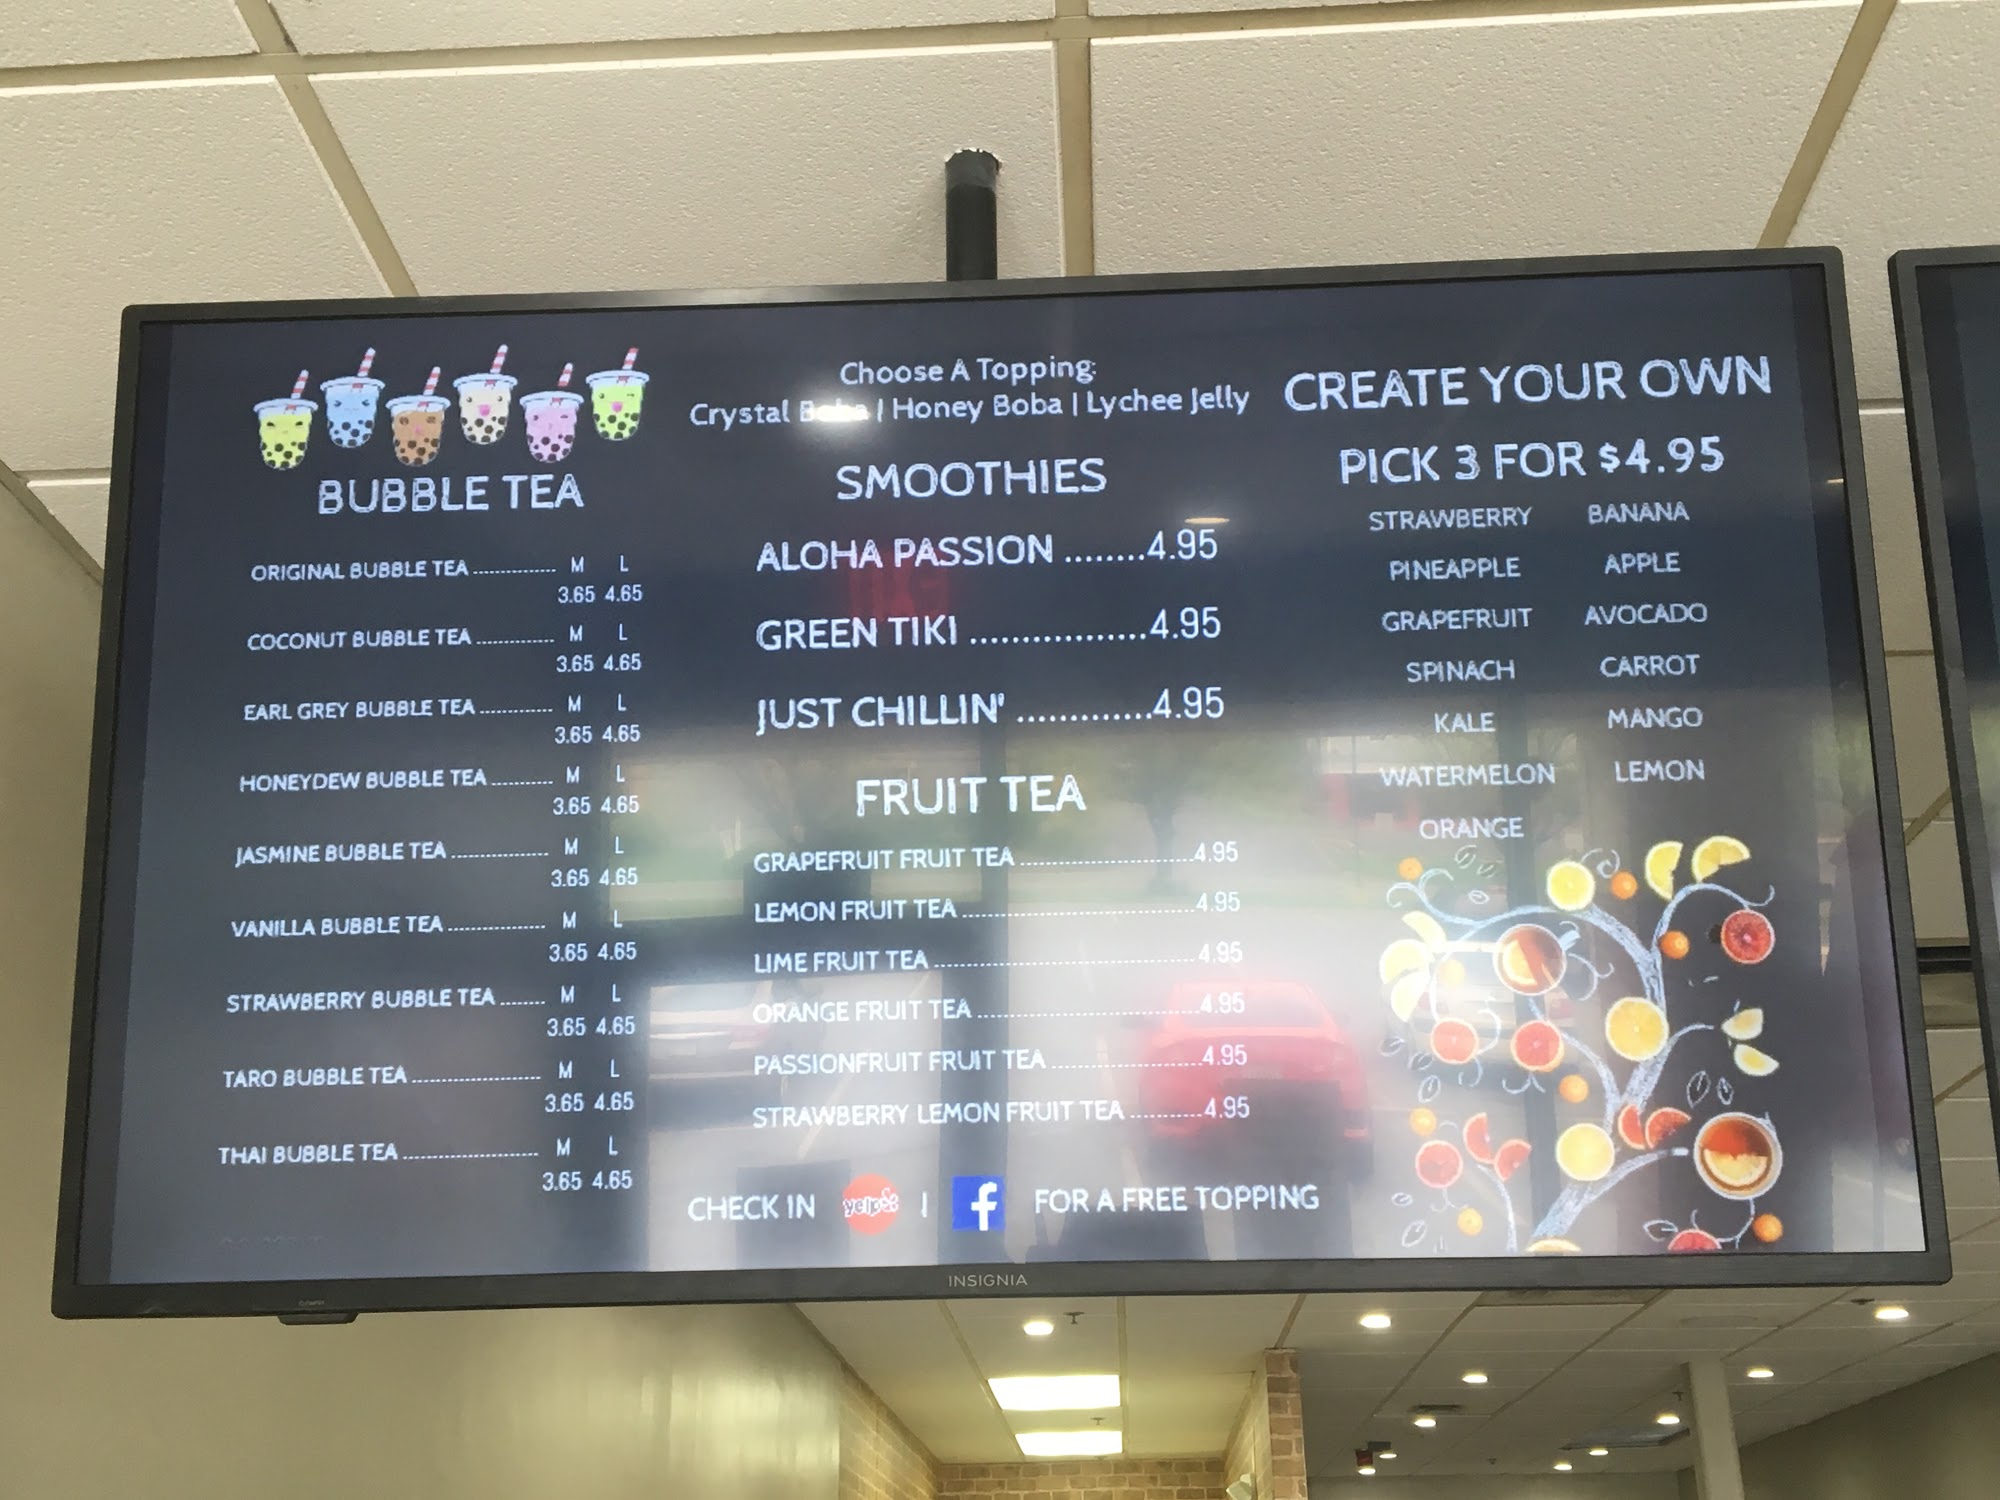 BUBBLE TEA
ORIGINAL BUBBLE TEA .............. M L
3.65 4.65
COCONUT BUBBLE TEA ............. M L
3.65 4.65
EARL GREY BUBBLE TEA ............ M L
3.65 4.65
HONEYDEW BUBBLE TEA .......... M L
3.65 4.65
JASMINE BUBBLE TEA ................ M L
3.65 4.65
VANILLA BUBBLE TEA ................ M L
3.65 4.65
STRAWBERRY BUBBLE TEA ....... M L
3.65 4.65
TARO BUBBLE TEA ..................... M L
3.65 4.65
THAI BUBBLE TEA ...................... M L
3.65 4.65
Choose A Topping:
Crystal Boba | Honey Boba | Lychee Jelly
SMOOTHIES
ALOHA PASSION ........4.95
GREEN TIKI .................4.95
JUST CHILLIN' .............4.95
FRUIT TEA
GRAPEFRUIT FRUIT TEA .............................4.95
LEMON FRUIT TEA .......................................4.95
LIME FRUIT TEA ............................................4.95
ORANGE FRUIT TEA .....................................4.95
PASSIONFRUIT FRUIT TEA .........................4.95
STRAWBERRY LEMON FRUIT TEA ............4.95
CHECK IN yelp | f FOR A FREE TOPPING
CREATE YOUR OWN
PICK 3 FOR $4.95
STRAWBERRY BANANA
PINEAPPLE APPLE
GRAPEFRUIT AVOCADO
SPINACH CARROT
KALE MANGO
WATERMELON LEMON
ORANGE
INSIGNIA